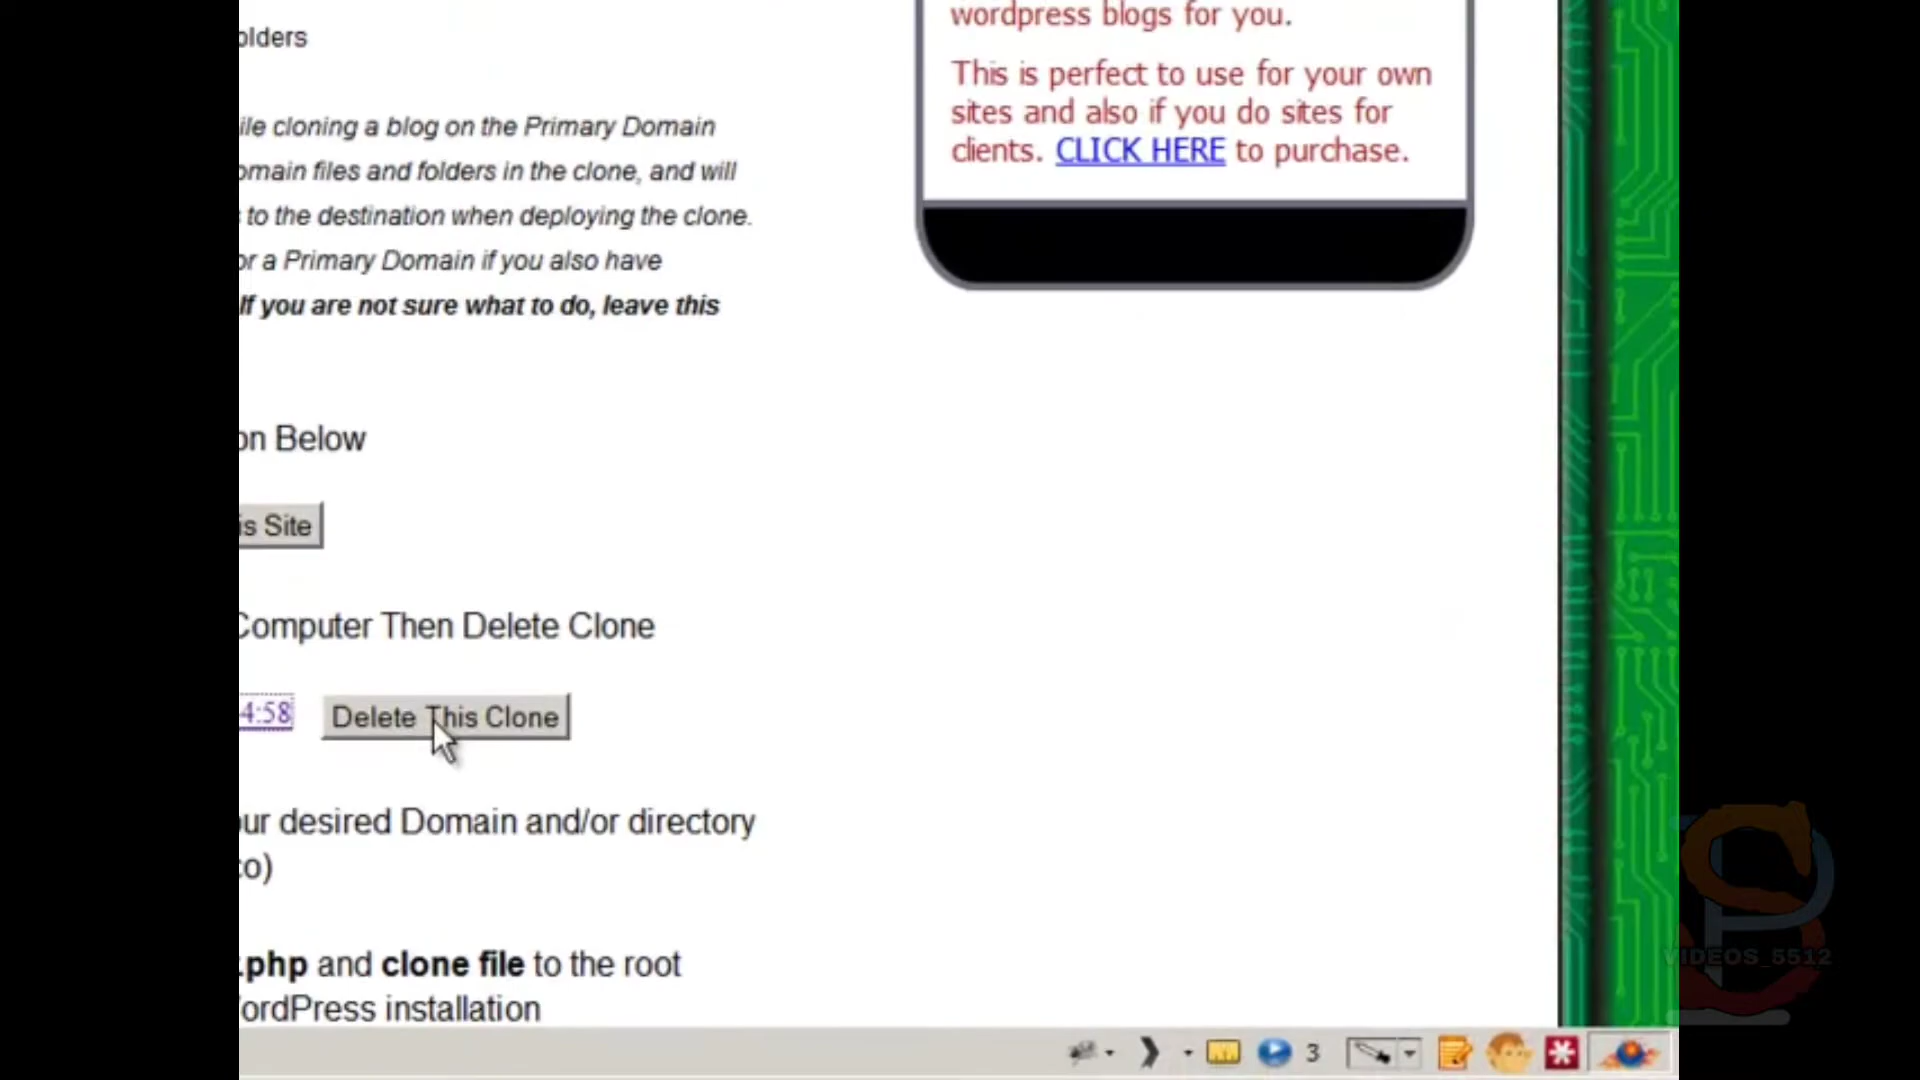 olders
ile cloning a blog on the Primary Domain
omain files and folders in the clone, and will
to the destination when deploying the clone.
or a Primary Domain if you also have
If you are not sure what to do, leave this
on Below
is Site
Computer Then Delete Clone
4:58 Delete This Clone
our desired Domain and/or directory
co)
.php and clone file to the root
WordPress installation
wordpress blogs for you.
This is perfect to use for your own
sites and also if you do sites for
clients. CLICK HERE to purchase.
3
VIDEOS_5512